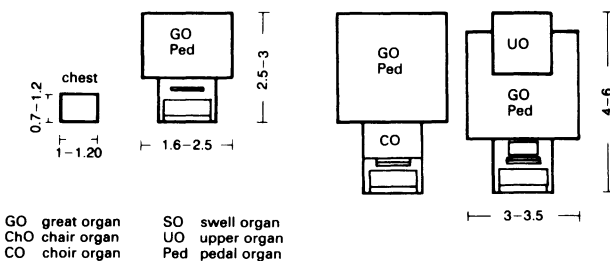 chest
0.7–1.2
1–1.20
GO
Ped
2.5–3
1.6–2.5
GO
Ped
CO
UO
GO
Ped
4–6
3–3.5
GO great organ
ChO chair organ
CO choir organ
SO swell organ
UO upper organ
Ped pedal organ